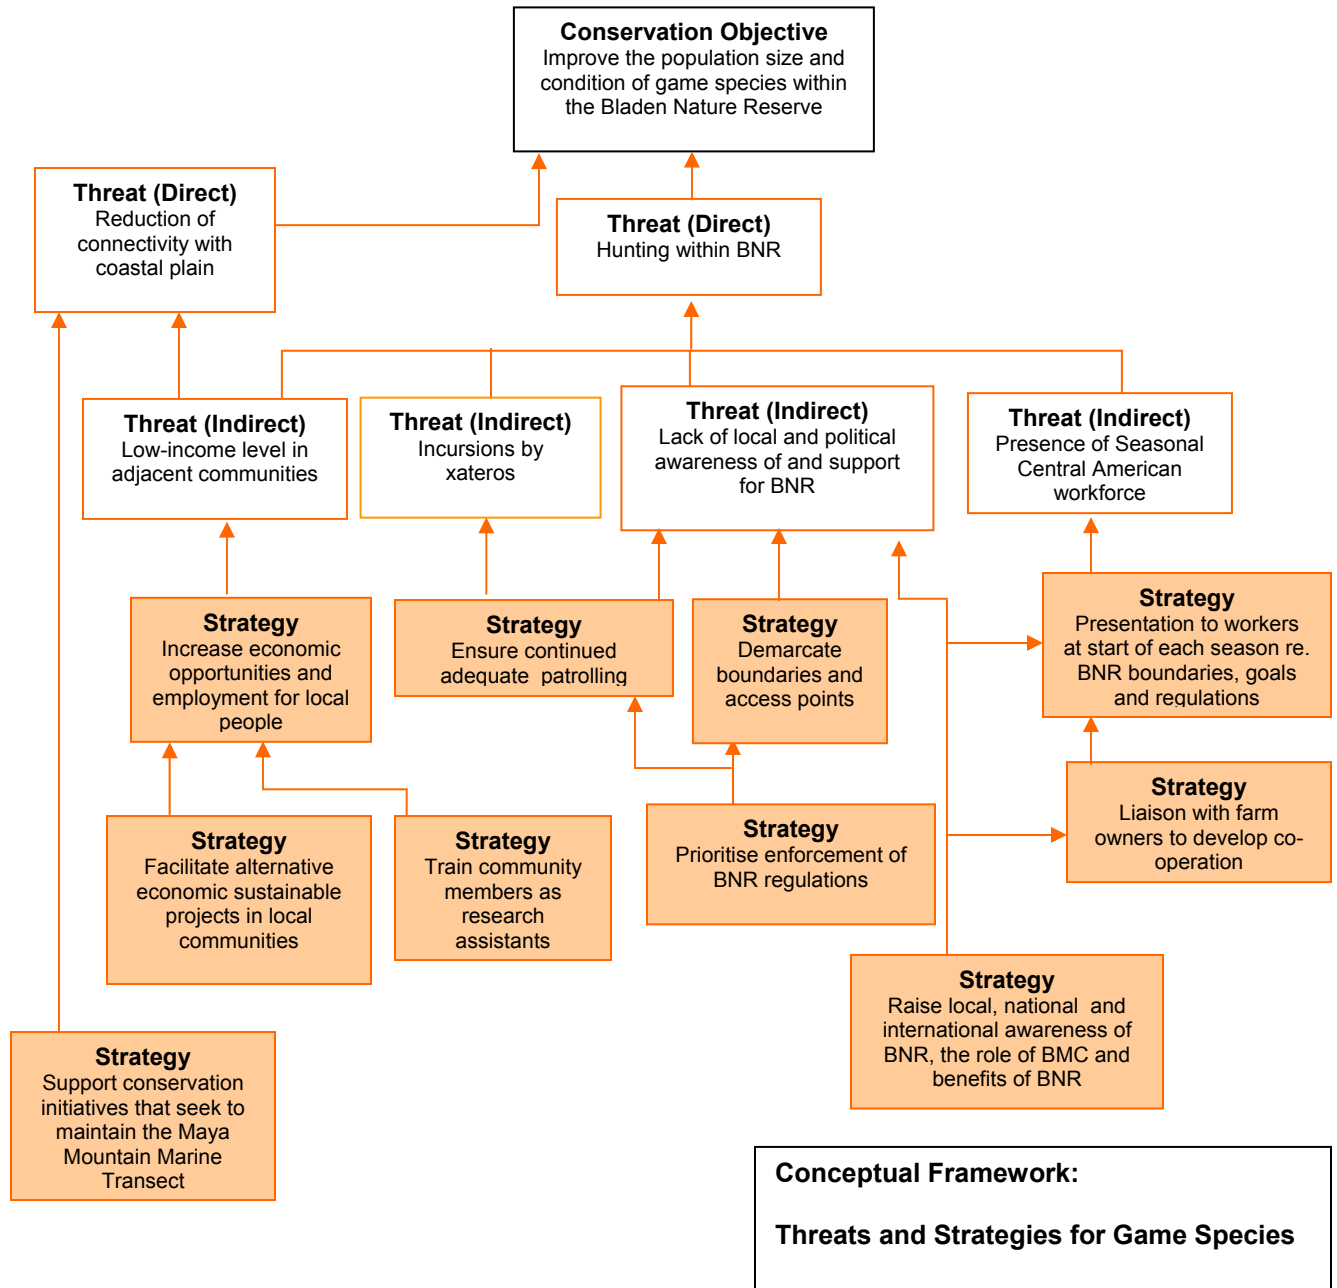 Conservation Objective
Improve the population size and
condition of game species within
the Bladen Nature Reserve
Threat (Direct)
Reduction of
connectivity with
coastal plain
Threat (Direct)
Hunting within BNR
Threat (Indirect)
Low-income level in
adjacent communities
Threat (Indirect)
Incursions by
xateros
Threat (Indirect)
Lack of local and political
awareness of and support
for BNR
Threat (Indirect)
Presence of Seasonal
Central American
workforce
Strategy
Increase economic
opportunities and
employment for local
people
Strategy
Ensure continued
adequate patrolling
Strategy
Demarcate
boundaries and
access points
Strategy
Presentation to workers
at start of each season re.
BNR boundaries, goals
and regulations
Strategy
Facilitate alternative
economic sustainable
projects in local
communities
Strategy
Train community
members as
research
assistants
Strategy
Prioritise enforcement of
BNR regulations
Strategy
Liaison with farm
owners to develop co-
operation
Strategy
Raise local, national and
international awareness of
BNR, the role of BMC and
benefits of BNR
Strategy
Support conservation
initiatives that seek to
maintain the Maya
Mountain Marine
Transect
Conceptual Framework:
Threats and Strategies for Game Species